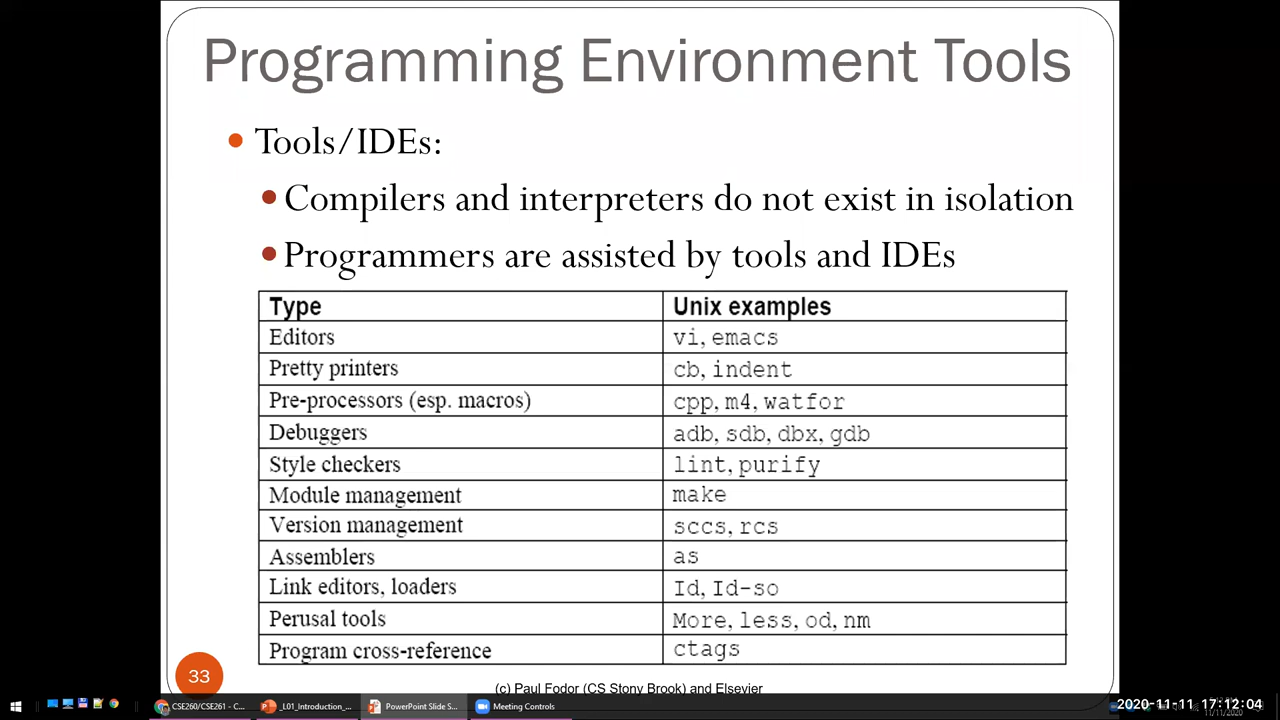 Programming Environment Tools
Tools/IDEs:
Compilers and interpreters do not exist in isolation
Programmers are assisted by tools and IDEs
Type Unix examples
Editors vi, emacs
Pretty printers cb, indent
Pre-processors (esp. macros) cpp, m4, watfor
Debuggers adb, sdb, dbx, gdb
Style checkers lint, purify
Module management make
Version management sccs, rcs
Assemblers as
Link editors, loaders Id, Id-so
Perusal tools More, less, od, nm
Program cross-reference ctags
33
(c) Paul Fodor (CS Stony Brook) and Elsevier
CSE260/CSE261 - C... _L01_Introduction_... PowerPoint Slide S... Meeting Controls 2020-11-11 17:12:04
11/11/2020